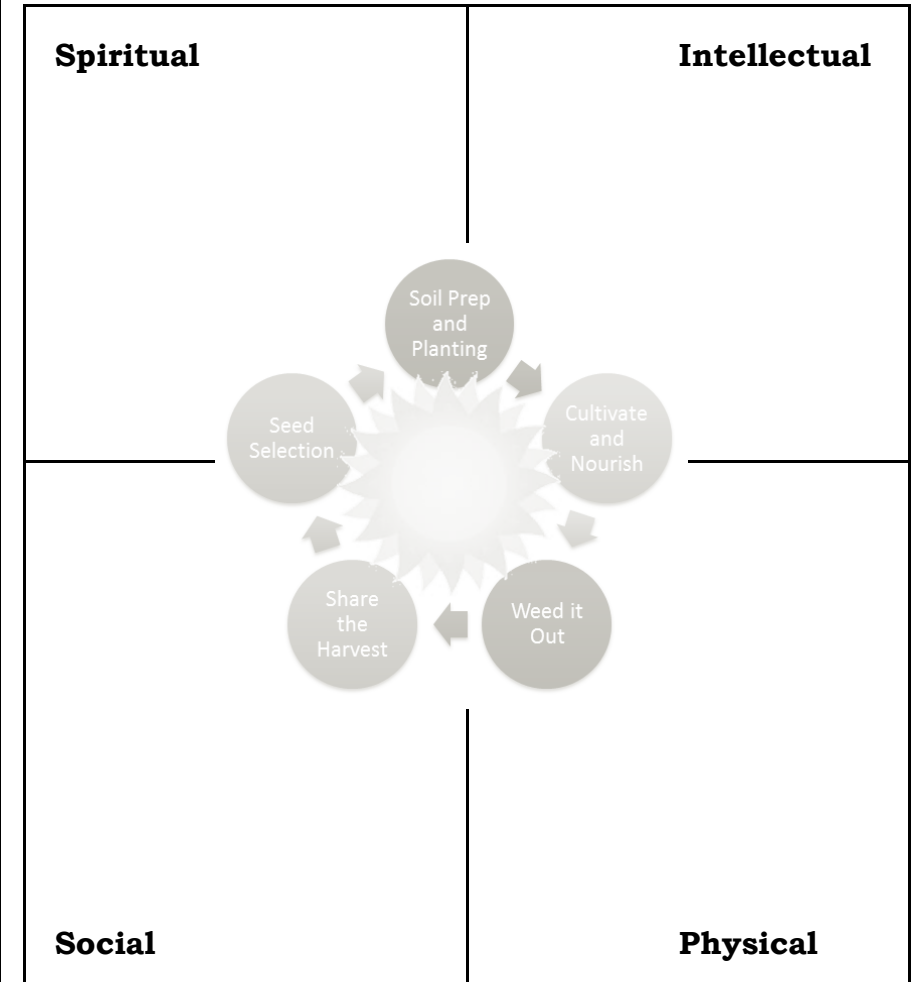 Spiritual
Intellectual
Soil Prep
and
Planting
Cultivate
and
Nourish
Seed
Selection
Weed it
Out
Share
the
Harvest
Social
Physical